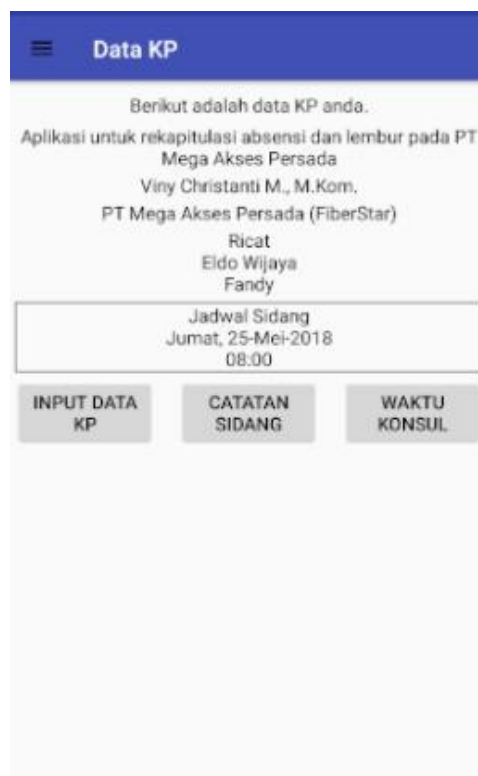 Data KP
Berikut adalah data KP anda.
Aplikasi untuk rekapitulasi absensi dan lembur pada PT
Mega Akses Persada
Viny Christanti M., M.Kom.
PT Mega Akses Persada (FiberStar)
Ricat
Eldo Wijaya
Fandy
Jadwal Sidang
Jumat, 25-Mei-2018
08:00
INPUT DATA
KP
CATATAN
SIDANG
WAKTU
KONSUL